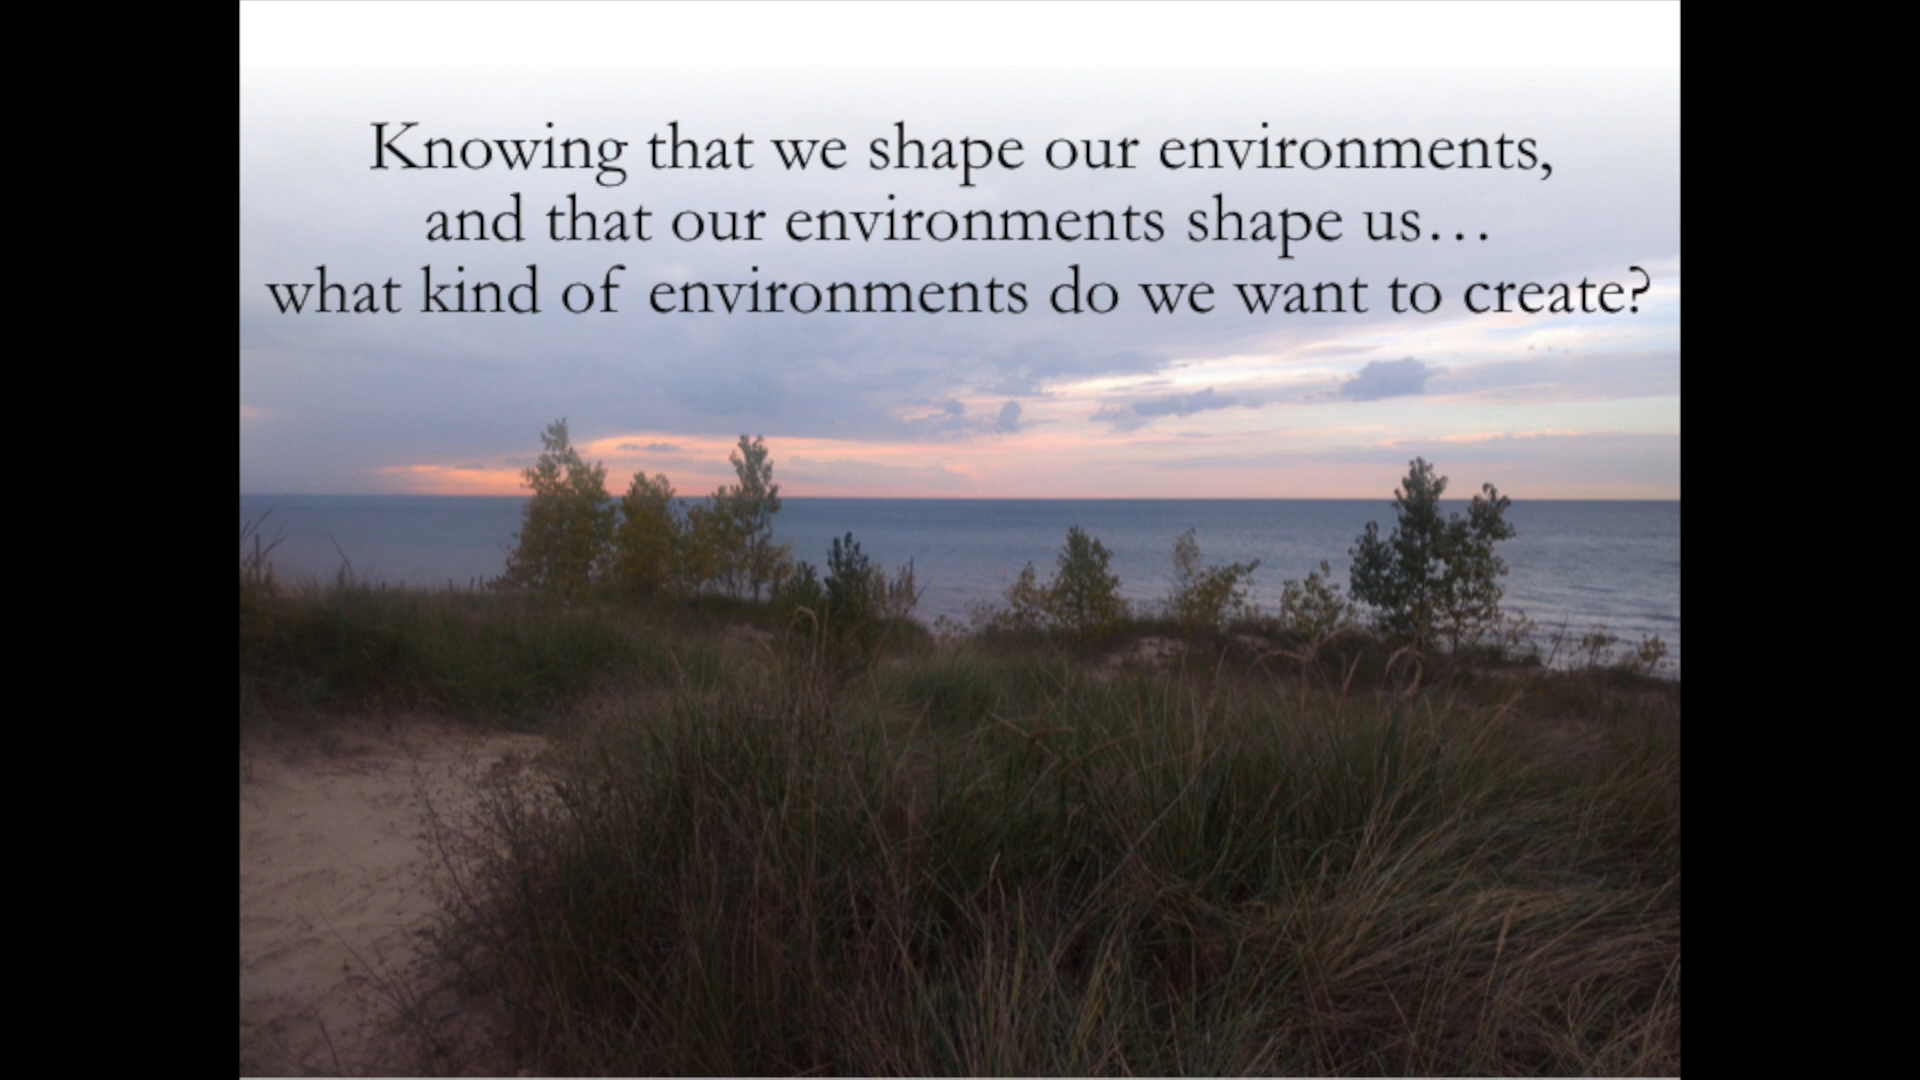 Knowing that we shape our environments,
and that our environments shape us…
what kind of environments do we want to create?